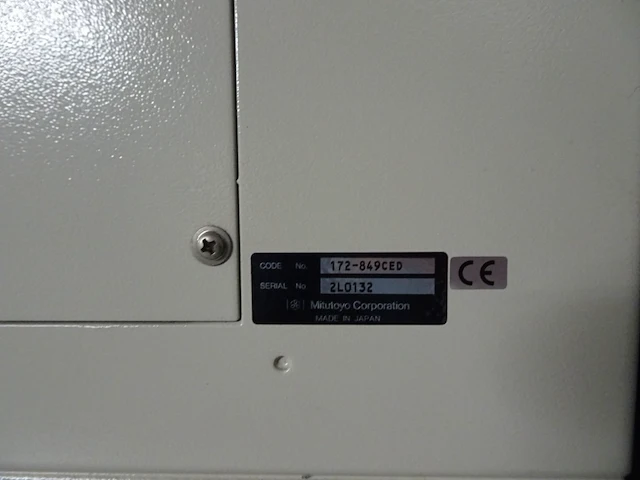 CODE No. 172-849CED
SERIAL No. 2L0132
Mitutoyo Corporation
MADE IN JAPAN
CE